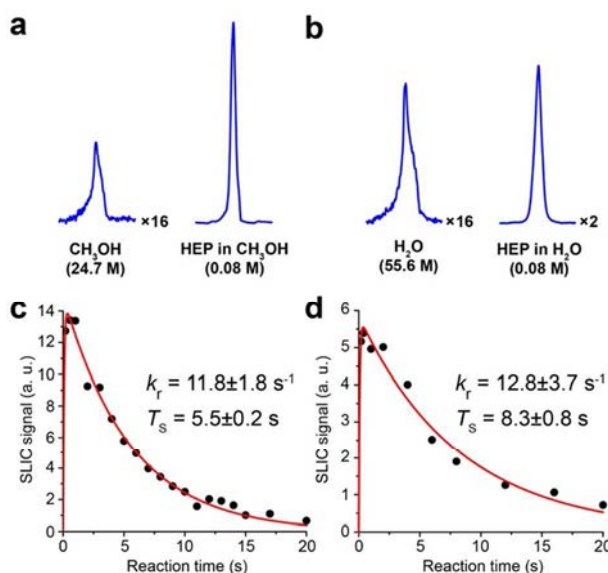 a
b
×16
×16
×2
CH₃OH
(24.7 M)
HEP in CH₃OH
(0.08 M)
H₂O
(55.6 M)
HEP in H₂O
(0.08 M)
c
SLIC signal (a. u.)
14
12
10
8
6
4
2
0
kᵣ = 11.8±1.8 s⁻¹
Tₛ = 5.5±0.2 s
0 5 10 15 20
Reaction time (s)
d
SLIC signal (a. u.)
6
5
4
3
2
1
0
kᵣ = 12.8±3.7 s⁻¹
Tₛ = 8.3±0.8 s
0 5 10 15 20
Reaction time (s)